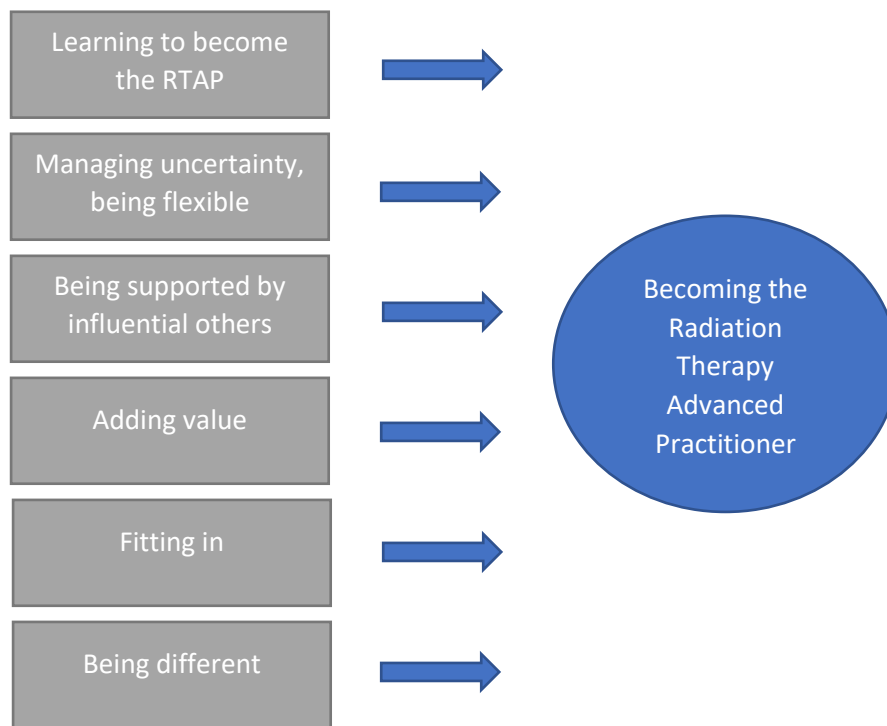 Learning to become
the RTAP
Managing uncertainty,
being flexible
Being supported by
influential others
Adding value
Fitting in
Being different
Becoming the
Radiation
Therapy
Advanced
Practitioner